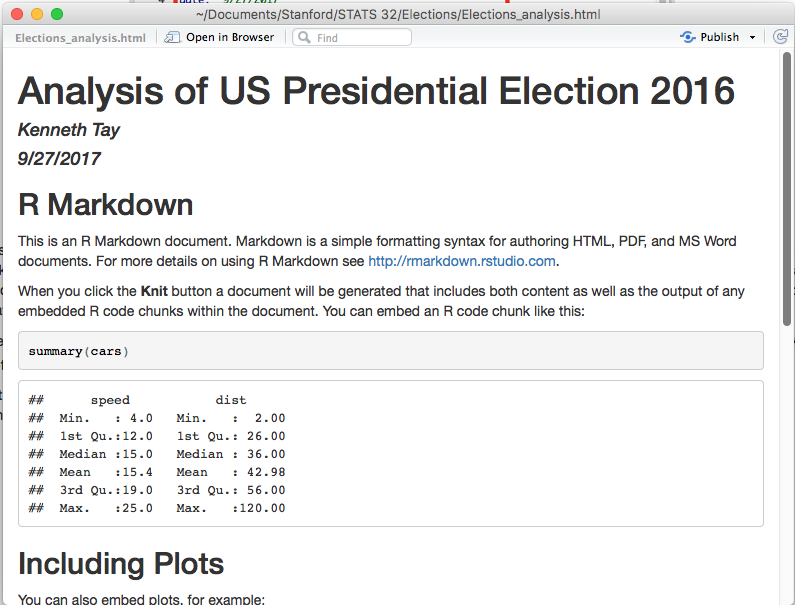 date: "9/27/2017"
~/Documents/Stanford/STATS 32/Elections/Elections_analysis.html
Elections_analysis.html Open in Browser Find Publish
Analysis of US Presidential Election 2016
Kenneth Tay
9/27/2017
R Markdown
This is an R Markdown document. Markdown is a simple formatting syntax for authoring HTML, PDF, and MS Word
documents. For more details on using R Markdown see http://rmarkdown.rstudio.com.
When you click the Knit button a document will be generated that includes both content as well as the output of any
embedded R code chunks within the document. You can embed an R code chunk like this:
summary(cars)
##      speed           dist
##  Min.   : 4.0   Min.   :  2.00
##  1st Qu.:12.0   1st Qu.: 26.00
##  Median :15.0   Median : 36.00
##  Mean   :15.4   Mean   : 42.98
##  3rd Qu.:19.0   3rd Qu.: 56.00
##  Max.   :25.0   Max.   :120.00
Including Plots
You can also embed plots, for example: